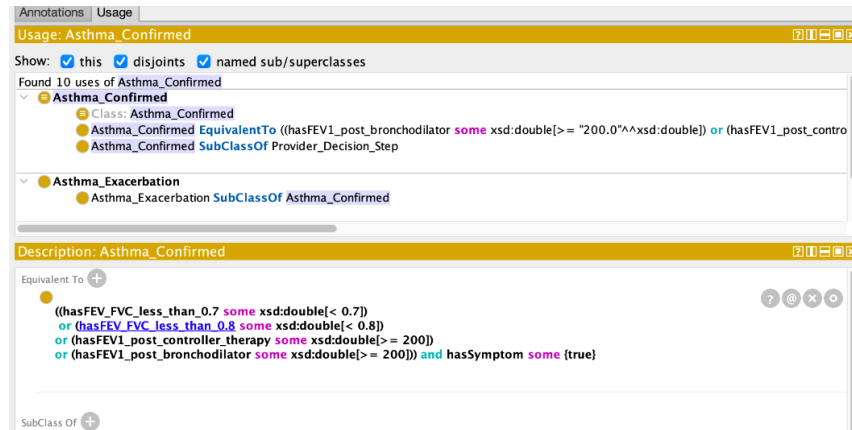 Annotations Usage
Usage: Asthma_Confirmed
Show: this disjoints named sub/superclasses
Found 10 uses of Asthma_Confirmed
Asthma_Confirmed
Class: Asthma_Confirmed
Asthma_Confirmed EquivalentTo ((hasFEV1_post_bronchodilator some xsd:double[>= "200.0"^^xsd:double]) or (hasFEV1_post_contro
Asthma_Confirmed SubClassOf Provider_Decision_Step
Asthma_Exacerbation
Asthma_Exacerbation SubClassOf Asthma_Confirmed
Description: Asthma_Confirmed
Equivalent To
((hasFEV_FVC_less_than_0.7 some xsd:double[< 0.7])
or (hasFEV_FVC_less_than_0.8 some xsd:double[< 0.8])
or (hasFEV1_post_controller_therapy some xsd:double[>= 200])
or (hasFEV1_post_bronchodilator some xsd:double[>= 200])) and hasSymptom some {true}
SubClass Of